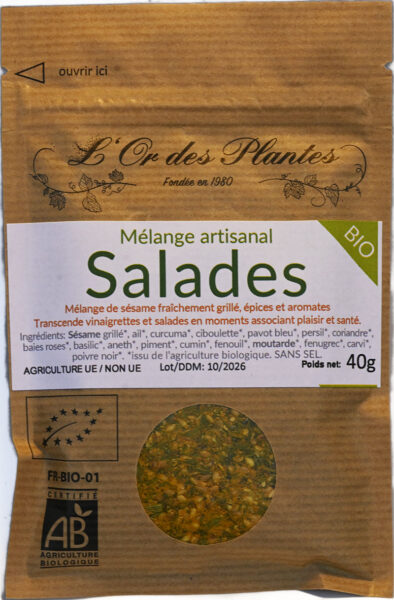 ouvrir ici
L'Or des Plantes
Fondée en 1980
BIO
Mélange artisanal
Salades
Mélange de sésame fraîchement grillé, épices et aromates
Transcende vinaigrettes et salades en moments associant plaisir et santé.
Ingrédients: Sésame grillé*, ail*, curcuma*, ciboulette*, pavot bleu*, persil*, coriandre*,
baies roses*, basilic*, aneth*, piment*, cumin*, fenouil*, moutarde*, fenugrec*, carvi*,
poivre noir*. *issu de l'agriculture biologique. SANS SEL.
AGRICULTURE UE / NON UE Lot/DDM: 10/2026 Poids net: 40g
FR-BIO-01
CERTIFIÉ
AB
AGRICULTURE
BIOLOGIQUE